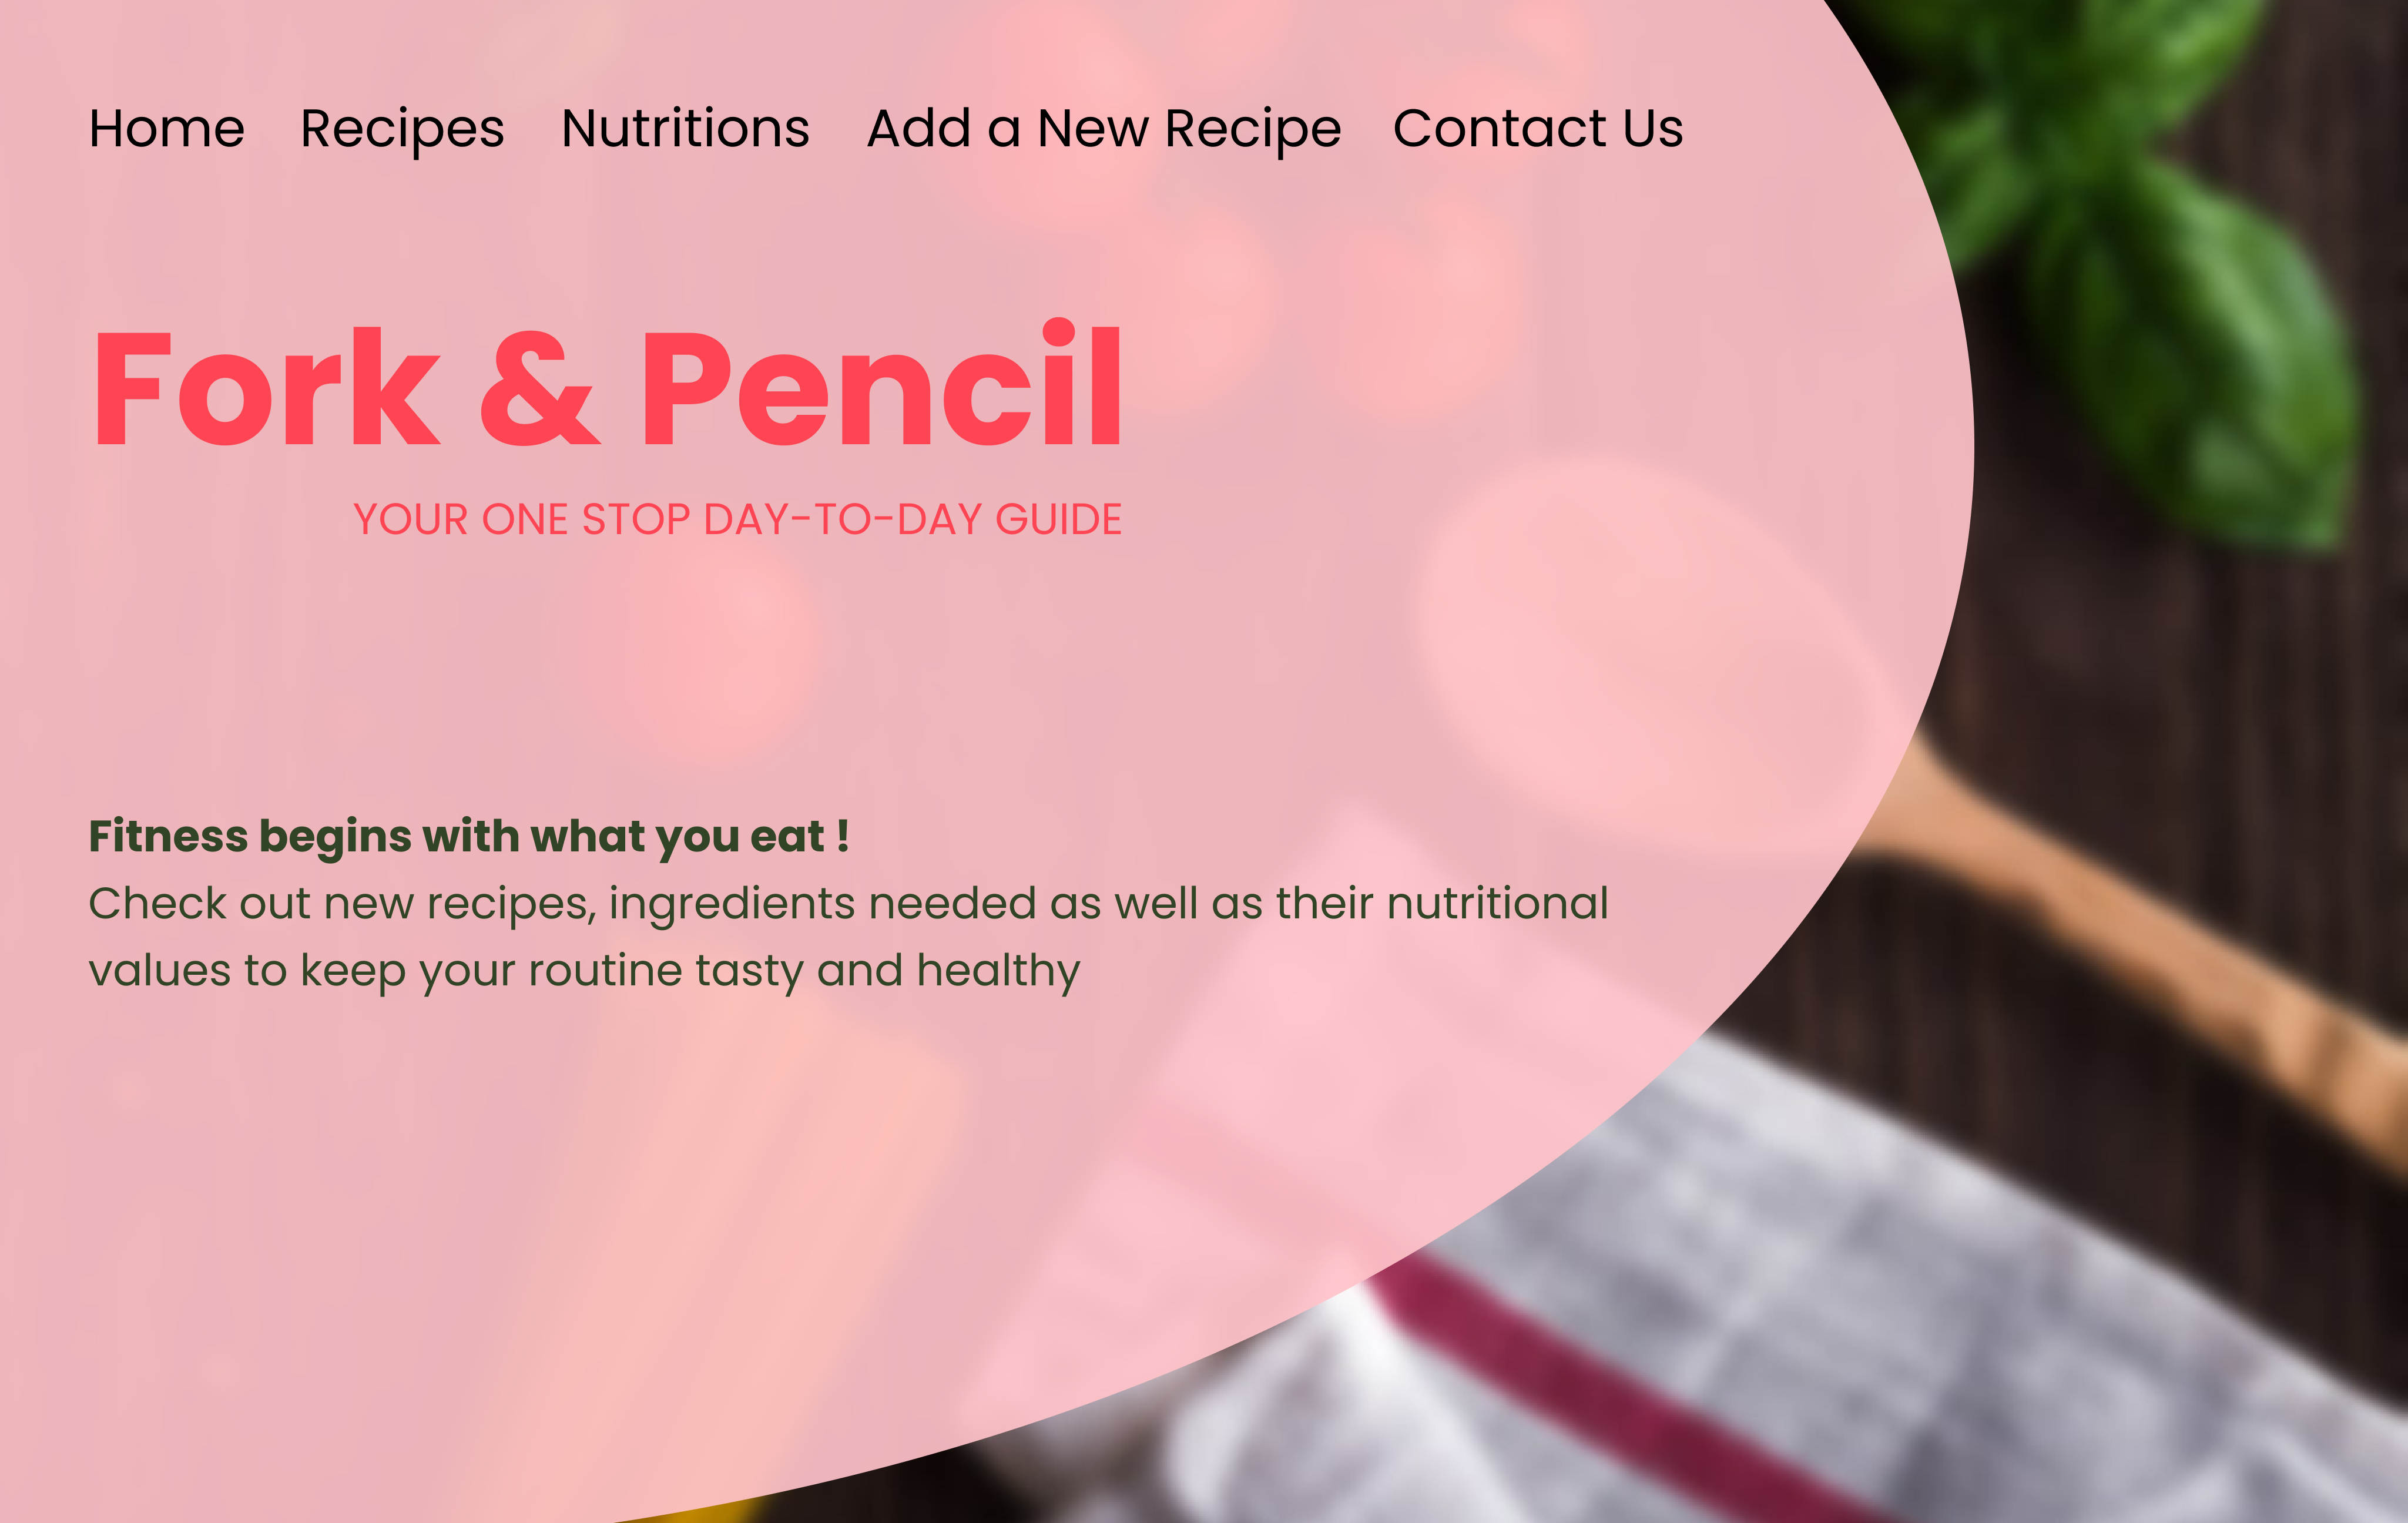 Home Recipes Nutritions Add a New Recipe Contact Us
Fork & Pencil
YOUR ONE STOP DAY-TO-DAY GUIDE
Fitness begins with what you eat !
Check out new recipes, ingredients needed as well as their nutritional
values to keep your routine tasty and healthy